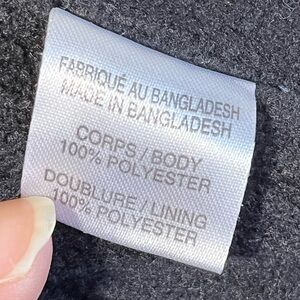 FABRIQUÉ AU BANGLADESH
MADE IN BANGLADESH
CORPS / BODY
100% POLYESTER
DOUBLURE / LINING
100% POLYESTER